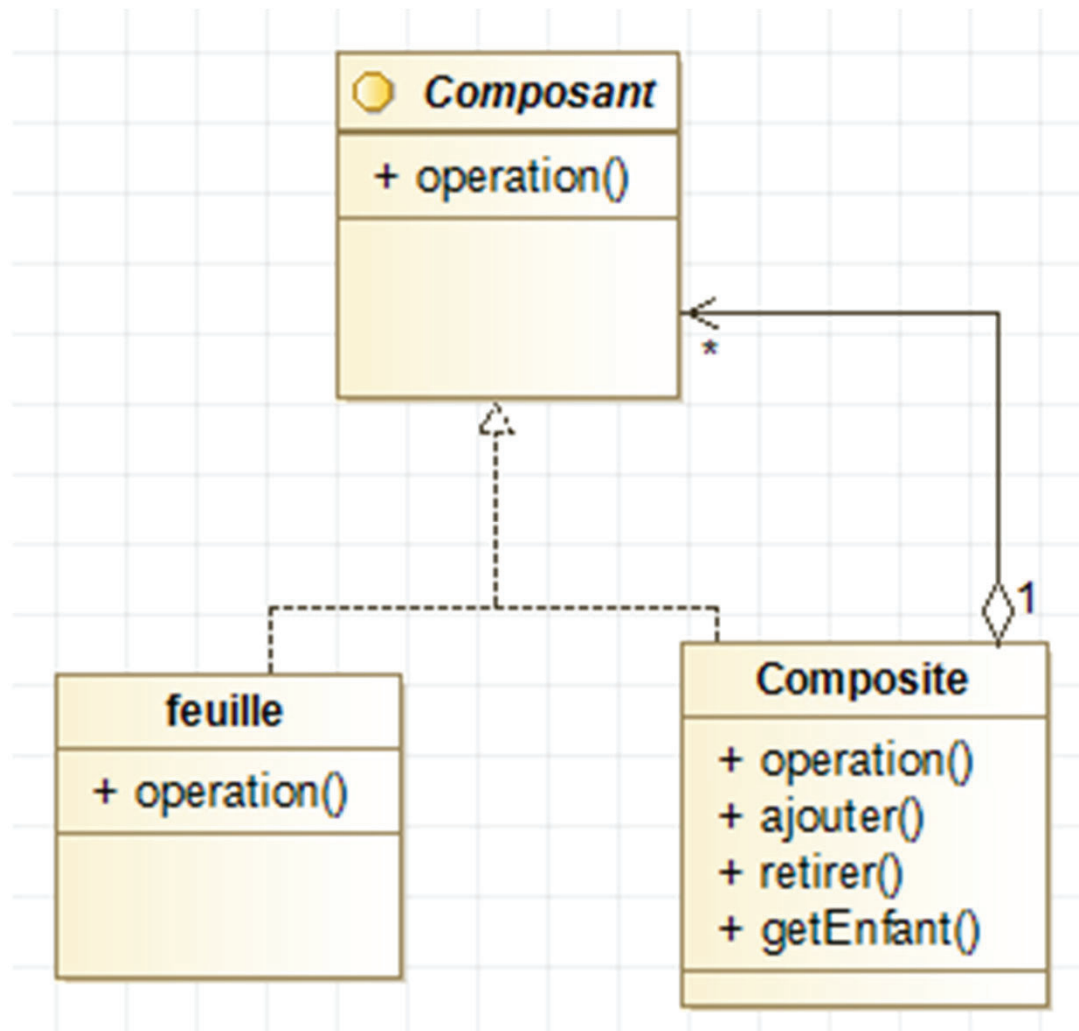 Composant
+ operation()
*
1
feuille
+ operation()
Composite
+ operation()
+ ajouter()
+ retirer()
+ getEnfant()